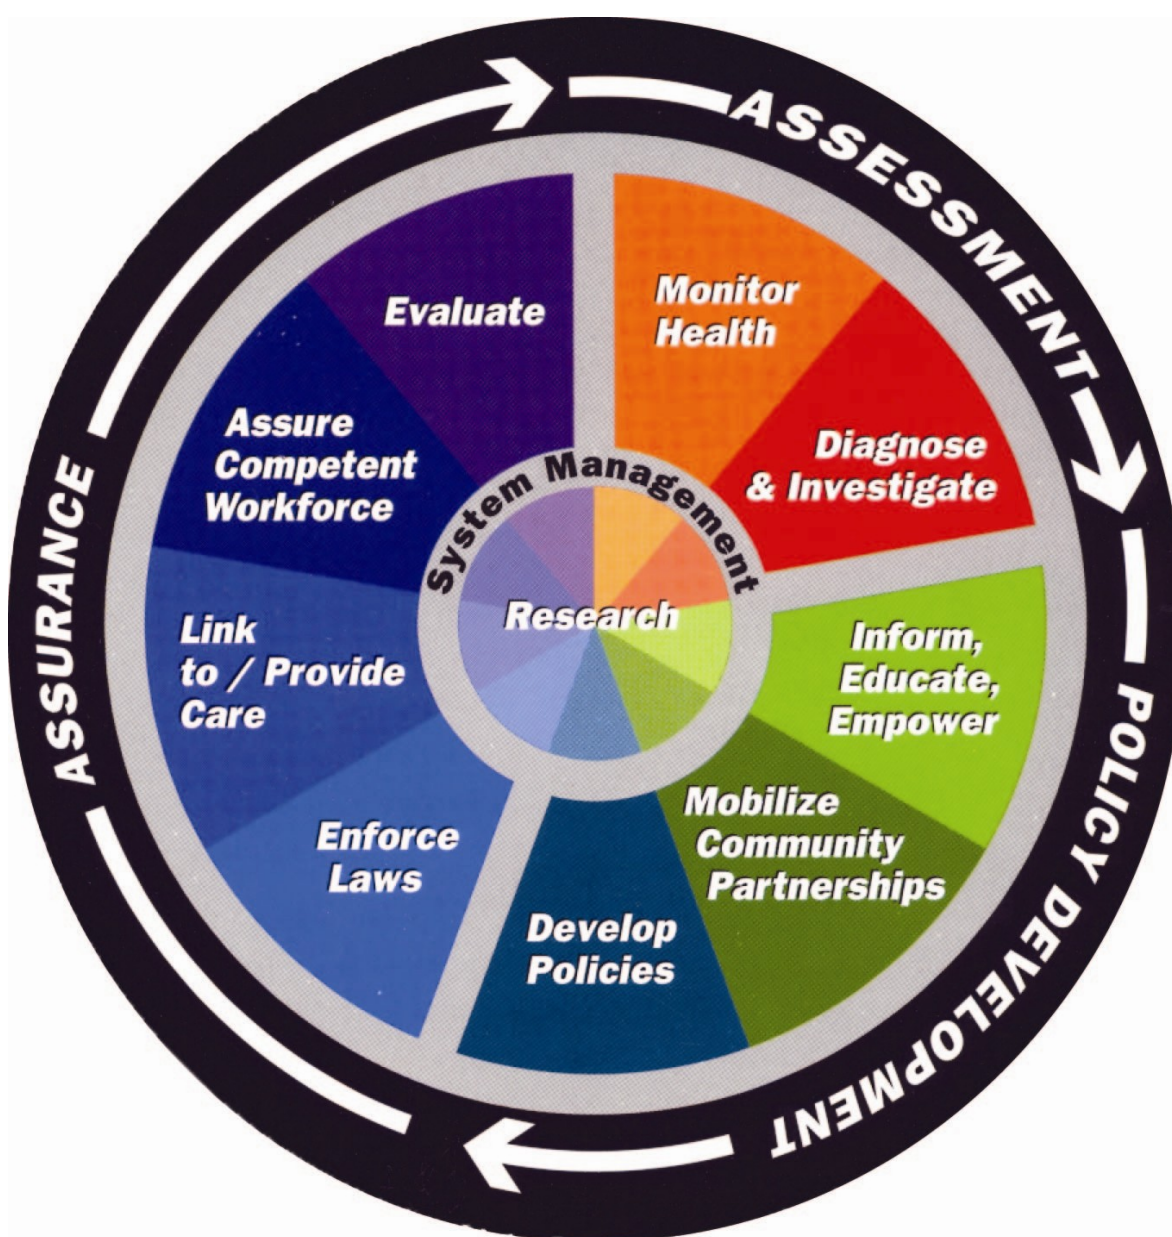 ASSESSMENT
POLICY DEVELOPMENT
ASSURANCE
Evaluate
Monitor
Health
Diagnose
& Investigate
Inform,
Educate,
Empower
Mobilize
Community
Partnerships
Develop
Policies
Enforce
Laws
Link
to / Provide
Care
Assure
Competent
Workforce
System Management
Research